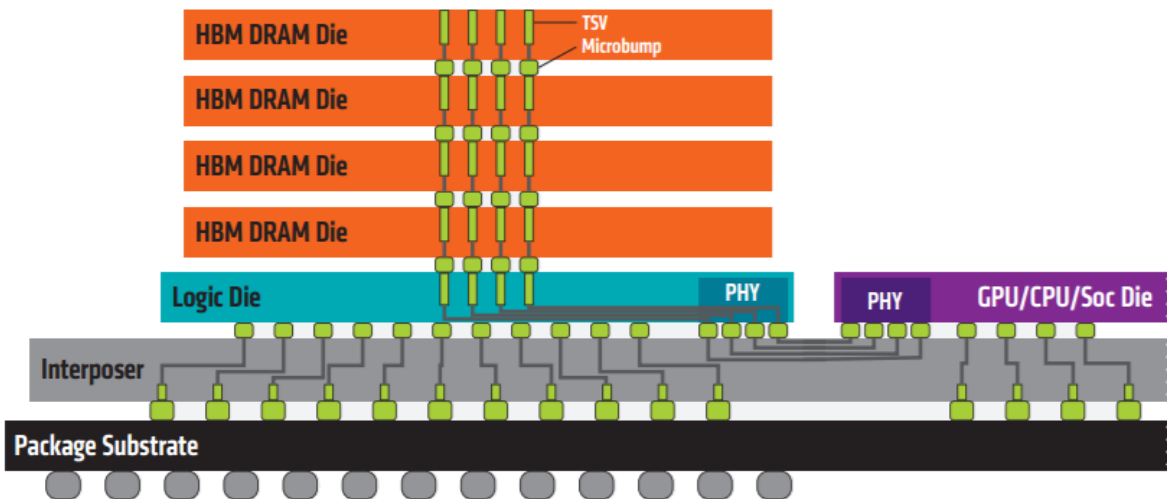 HBM DRAM Die
TSV
Microbump
HBM DRAM Die
HBM DRAM Die
HBM DRAM Die
Logic Die
PHY
PHY
GPU/CPU/Soc Die
Interposer
Package Substrate